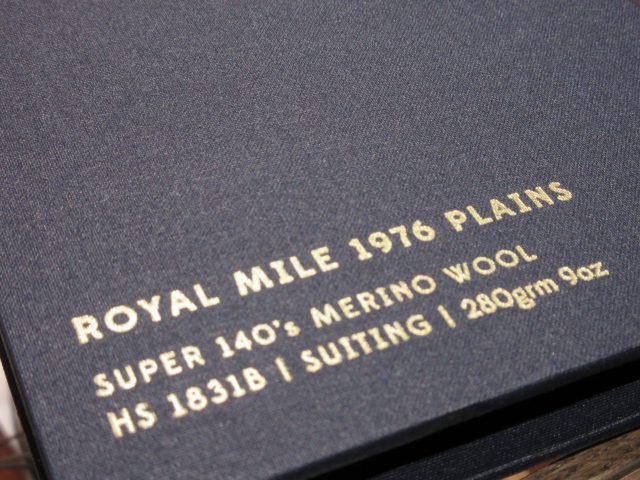 ROYAL MILE 1976 PLAINS
SUPER 140's MERINO WOOL
HS 1831B | SUITING | 280grm 9oz